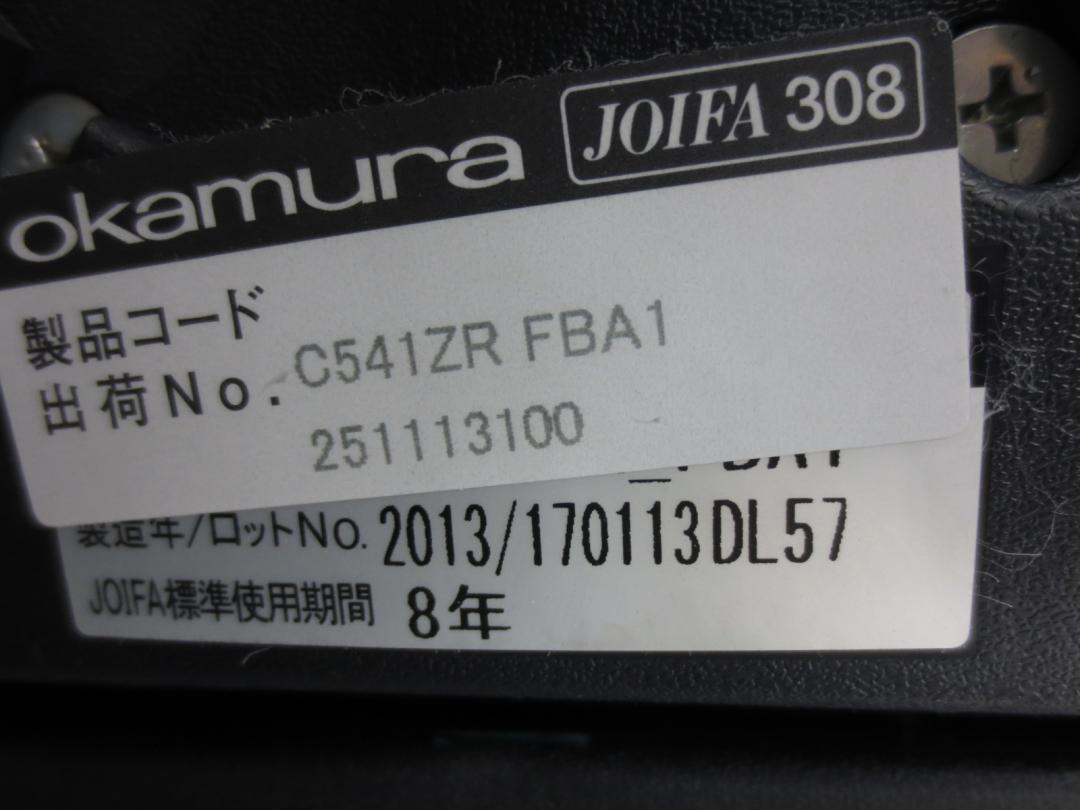 okamura JOIFA 308
製品コード C541ZR FBA1
出荷No. 251113100
製造年/ロットNo. 2013/170113DL57
JOIFA標準使用期間 8年